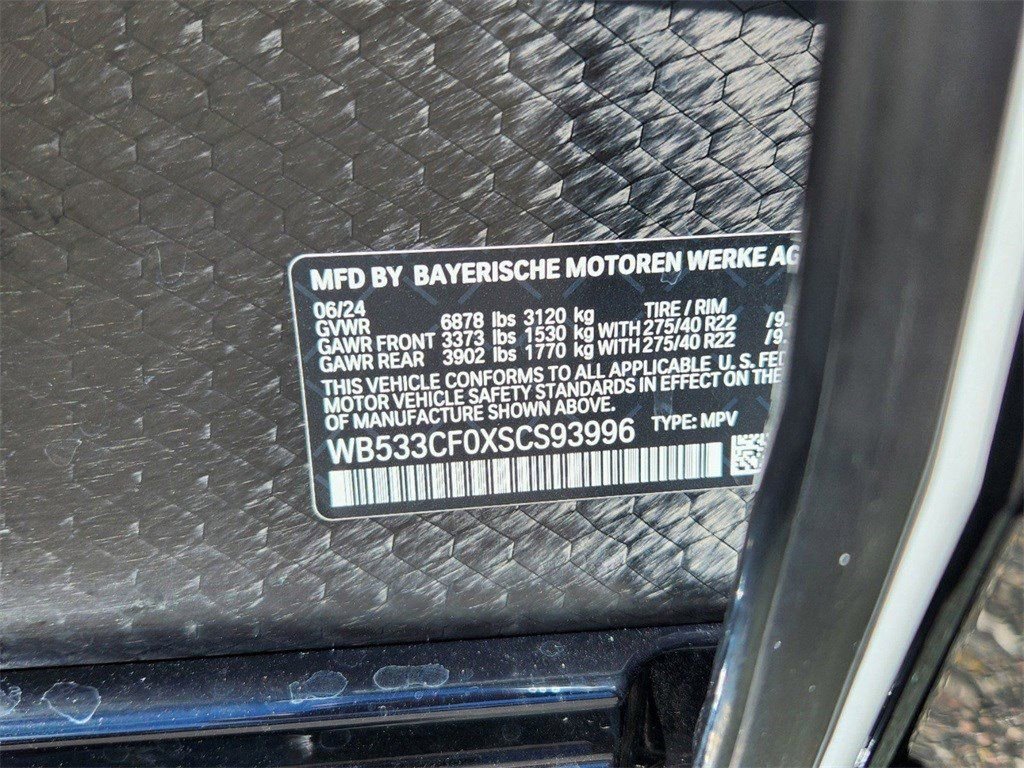 MFD BY BAYERISCHE MOTOREN WERKE AG
06/24
GVWR 6878 lbs 3120 kg TIRE / RIM
GAWR FRONT 3373 lbs 1530 kg WITH 275/40 R22 /9.
GAWR REAR 3902 lbs 1770 kg WITH 275/40 R22 /9.
THIS VEHICLE CONFORMS TO ALL APPLICABLE U. S. FED
MOTOR VEHICLE SAFETY STANDARDS IN EFFECT ON THE
OF MANUFACTURE SHOWN ABOVE.
WB533CF0XSCS93996 TYPE: MPV